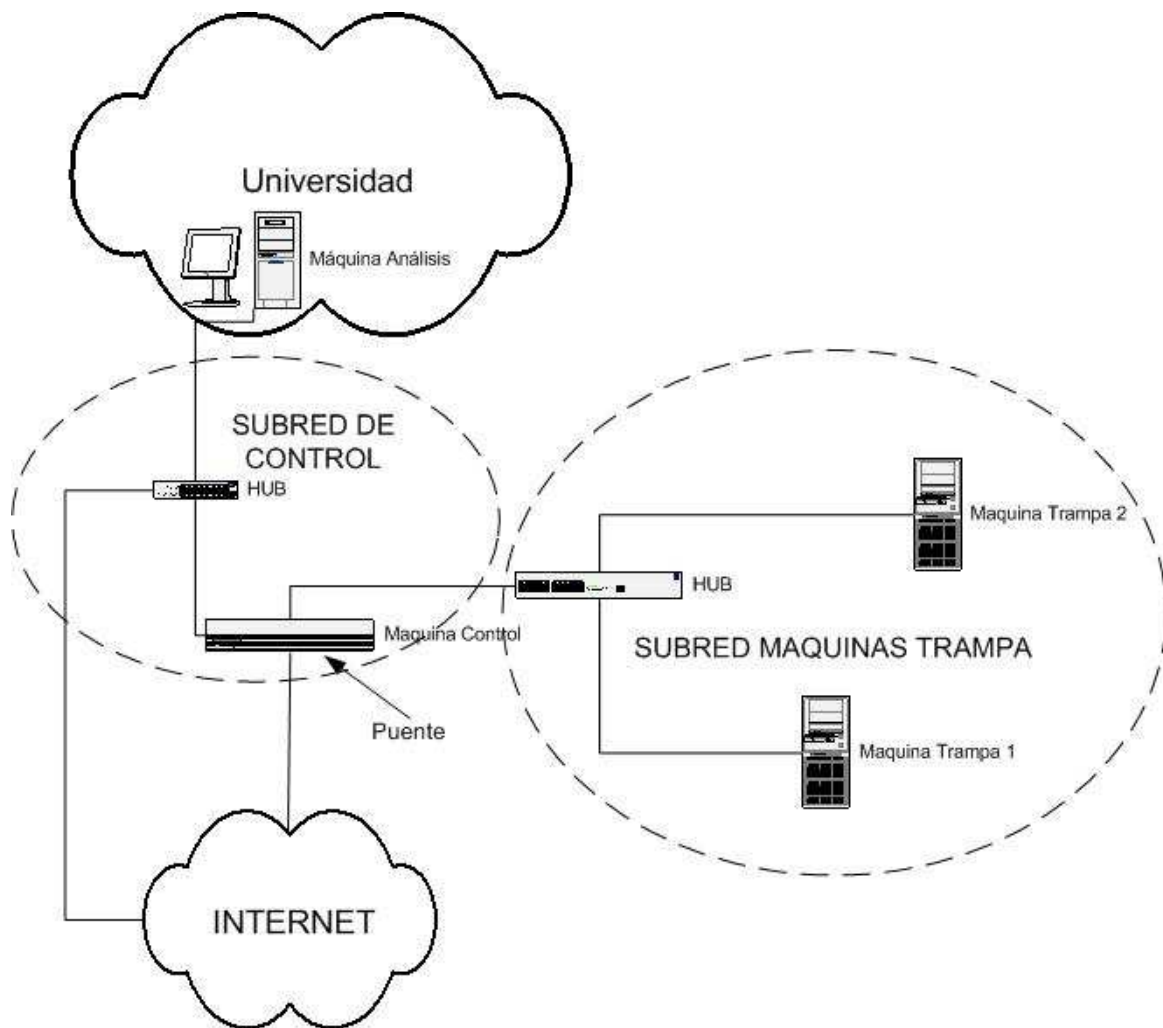 Universidad
Máquina Análisis
SUBRED DE
CONTROL
HUB
Maquina Trampa 2
HUB
Maquina Control
SUBRED MAQUINAS TRAMPA
Puente
Maquina Trampa 1
INTERNET